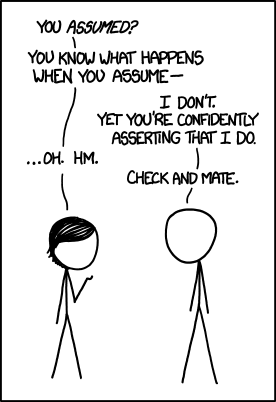 YOU ASSUMED?
YOU KNOW WHAT HAPPENS
WHEN YOU ASSUME—
I DON'T.
YET YOU'RE CONFIDENTLY
ASSERTING THAT I DO.
...OH. HM.
CHECK AND MATE.